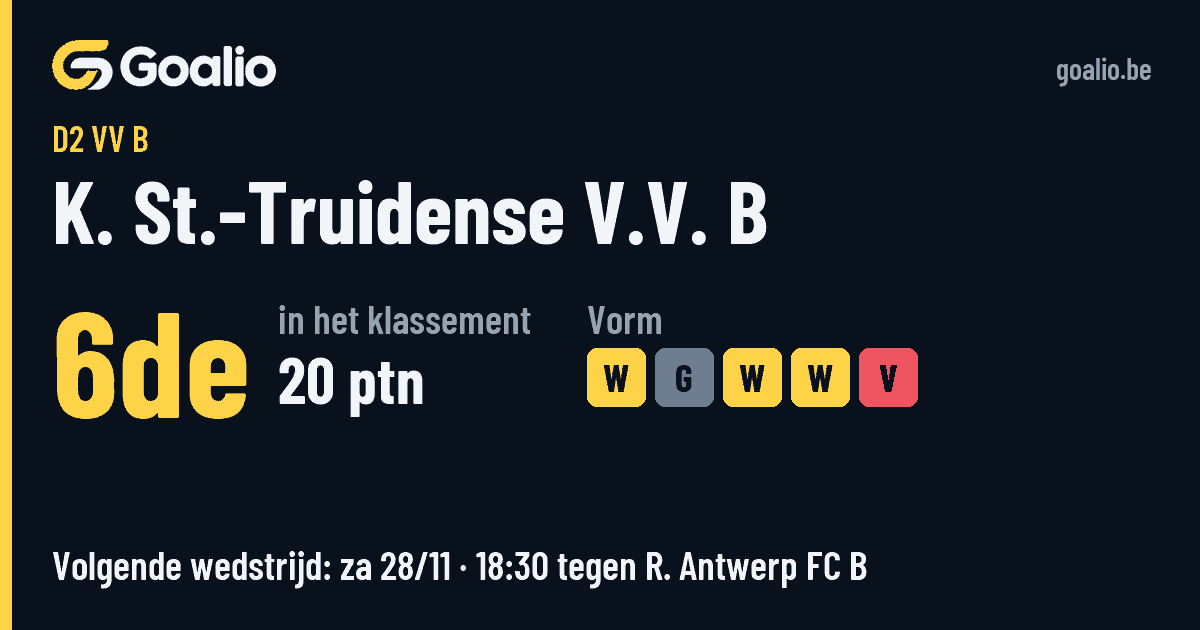 Goalio
goalio.be
D2 VV B
K. St.-Truidense V.V. B
6de
in het klassement
20 ptn
Vorm
W G W W V
Volgende wedstrijd: za 28/11 · 18:30 tegen R. Antwerp FC B